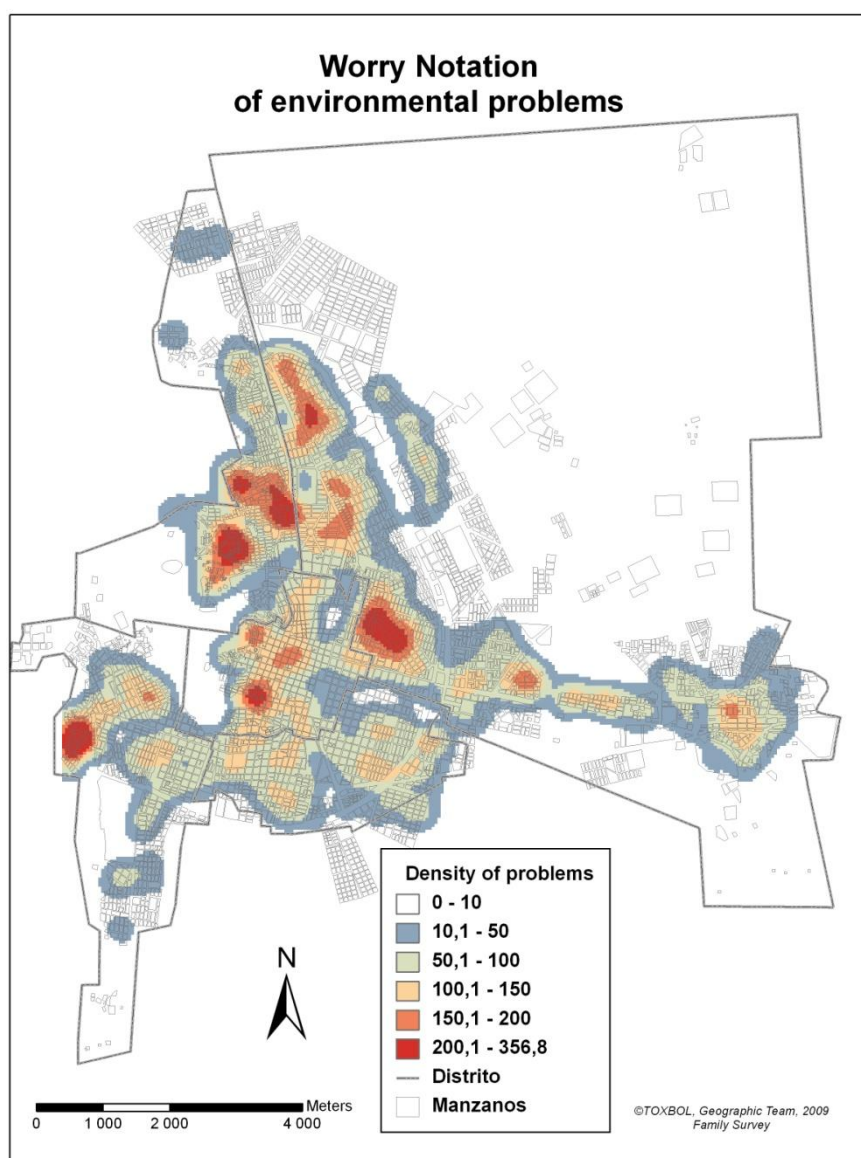 Worry Notation
of environmental problems
Density of problems
0 - 10
10,1 - 50
50,1 - 100
100,1 - 150
150,1 - 200
200,1 - 356,8
Distrito
Manzanos
N
Meters
0 1 000 2 000 4 000
©TOXBOL, Geographic Team, 2009
Family Survey